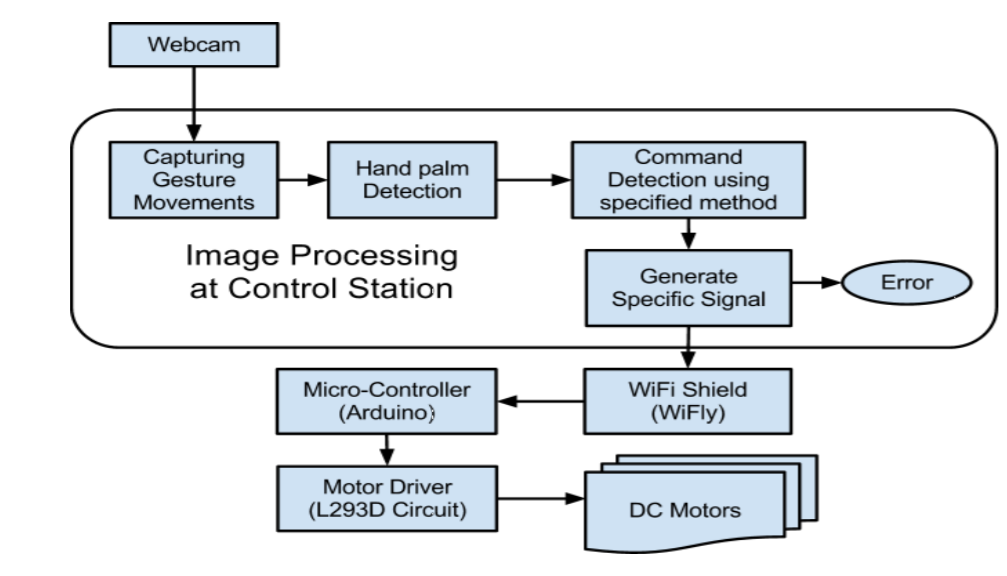 Webcam
Capturing
Gesture
Movements
Hand palm
Detection
Command
Detection using
specified method
Image Processing
at Control Station
Generate
Specific Signal
Error
Micro-Controller
(Arduino)
WiFi Shield
(WiFly)
Motor Driver
(L293D Circuit)
DC Motors